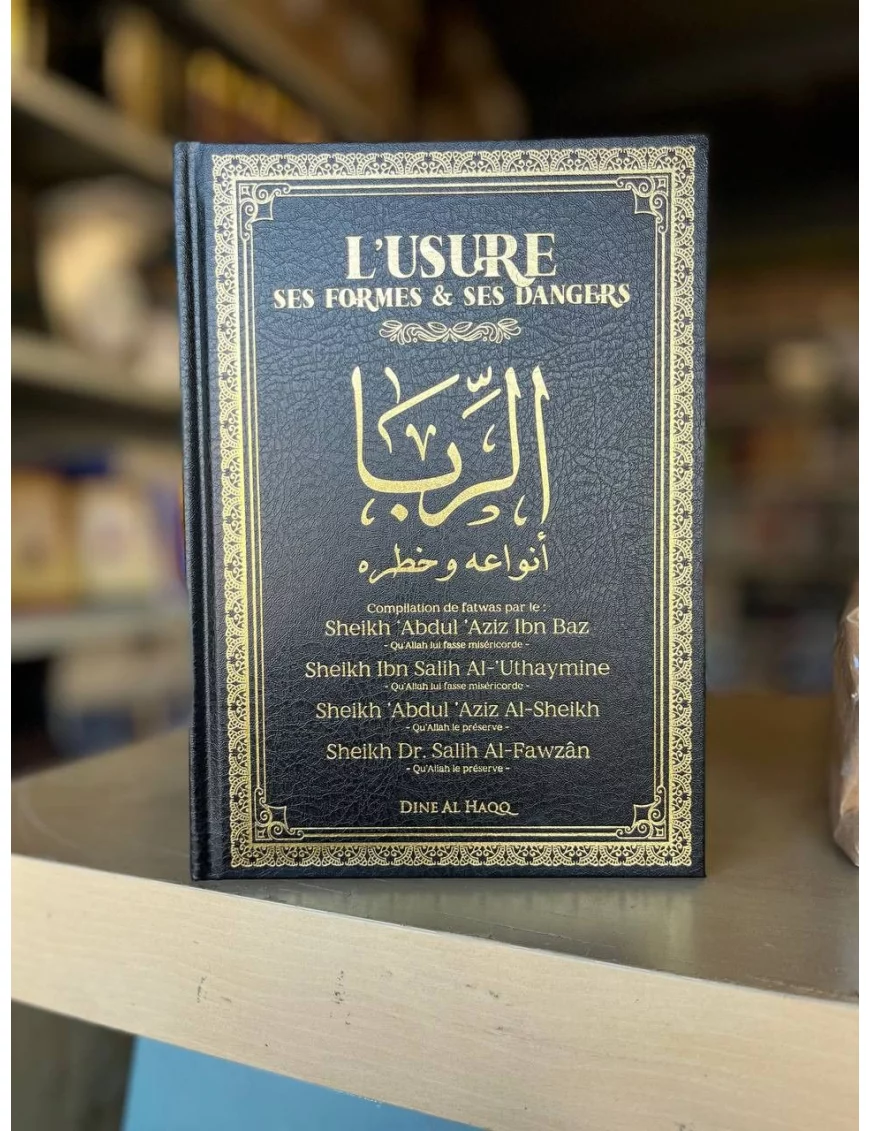 L'USURE
SES FORMES & SES DANGERS
الرِّبَا
أنواعه و خطره
Compilation de fatwas par le :
Sheikh 'Abdul 'Aziz Ibn Baz
- Qu'Allah lui fasse miséricorde -
Sheikh Ibn Salih Al-'Uthaymine
- Qu'Allah lui fasse miséricorde -
Sheikh 'Abdul 'Aziz Al-Sheikh
- Qu'Allah le préserve -
Sheikh Dr. Salih Al-Fawzân
- Qu'Allah le préserve -
DINE AL HAQQ